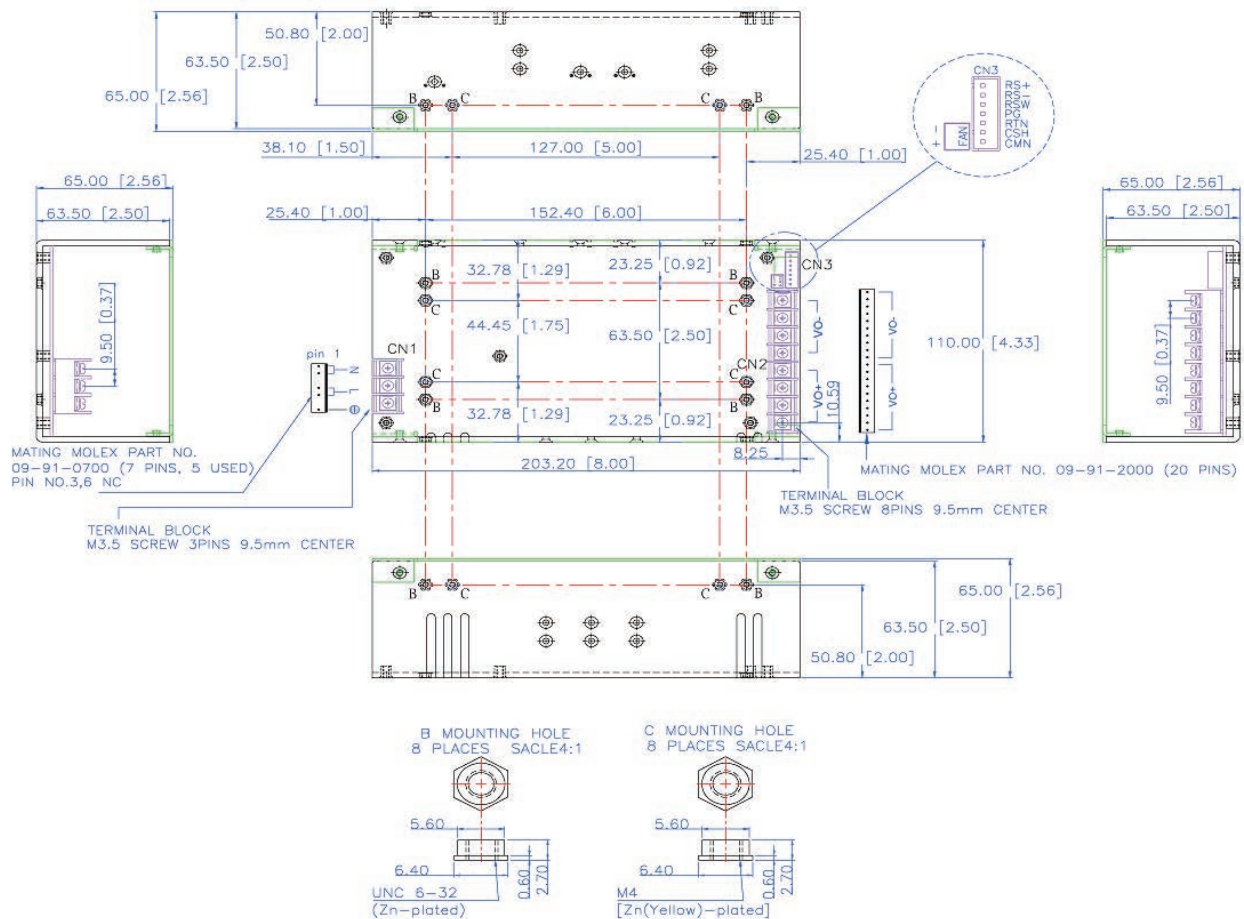 50.80 [2.00]
63.50 [2.50]
65.00 [2.56]
B
C
C
B
38.10 [1.50]
127.00 [5.00]
25.40 [1.00]
CN3
RS+
RS-
RSW
PG
RTN
CSH
CMN
- +
FAN
65.00 [2.56]
63.50 [2.50]
25.40 [1.00]
152.40 [6.00]
65.00 [2.56]
63.50 [2.50]
9.50 [0.37]
pin 1
N
L
CN1
32.78 [1.29]
23.25 [0.92]
B
C
B
C
44.45 [1.75]
63.50 [2.50]
C
B
C
B
32.78 [1.29]
23.25 [0.92]
CN3
CN2
VO-
VO+
10.59
8.25
VO-
VO+
110.00 [4.33]
9.50 [0.37]
203.20 [8.00]
MATING MOLEX PART NO.
09-91-0700 (7 PINS, 5 USED)
PIN NO.3,6 NC
MATING MOLEX PART NO. 09-91-2000 (20 PINS)
TERMINAL BLOCK
M3.5 SCREW 3PINS 9.5mm CENTER
TERMINAL BLOCK
M3.5 SCREW 8PINS 9.5mm CENTER
B
C
C
B
65.00 [2.56]
63.50 [2.50]
50.80 [2.00]
B MOUNTING HOLE
8 PLACES SACLE4:1
5.60
6.40
0.60
2.70
UNC 6-32
(Zn-plated)
C MOUNTING HOLE
8 PLACES SACLE4:1
5.60
6.40
0.60
2.70
M4
[Zn(Yellow)-plated]